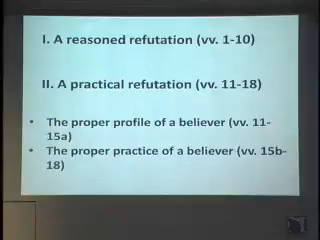 I. A reasoned refutation (vv. 1-10)
II. A practical refutation (vv. 11-18)
• The proper profile of a believer (vv. 11-
15a)
• The proper practice of a believer (vv. 15b-
18)